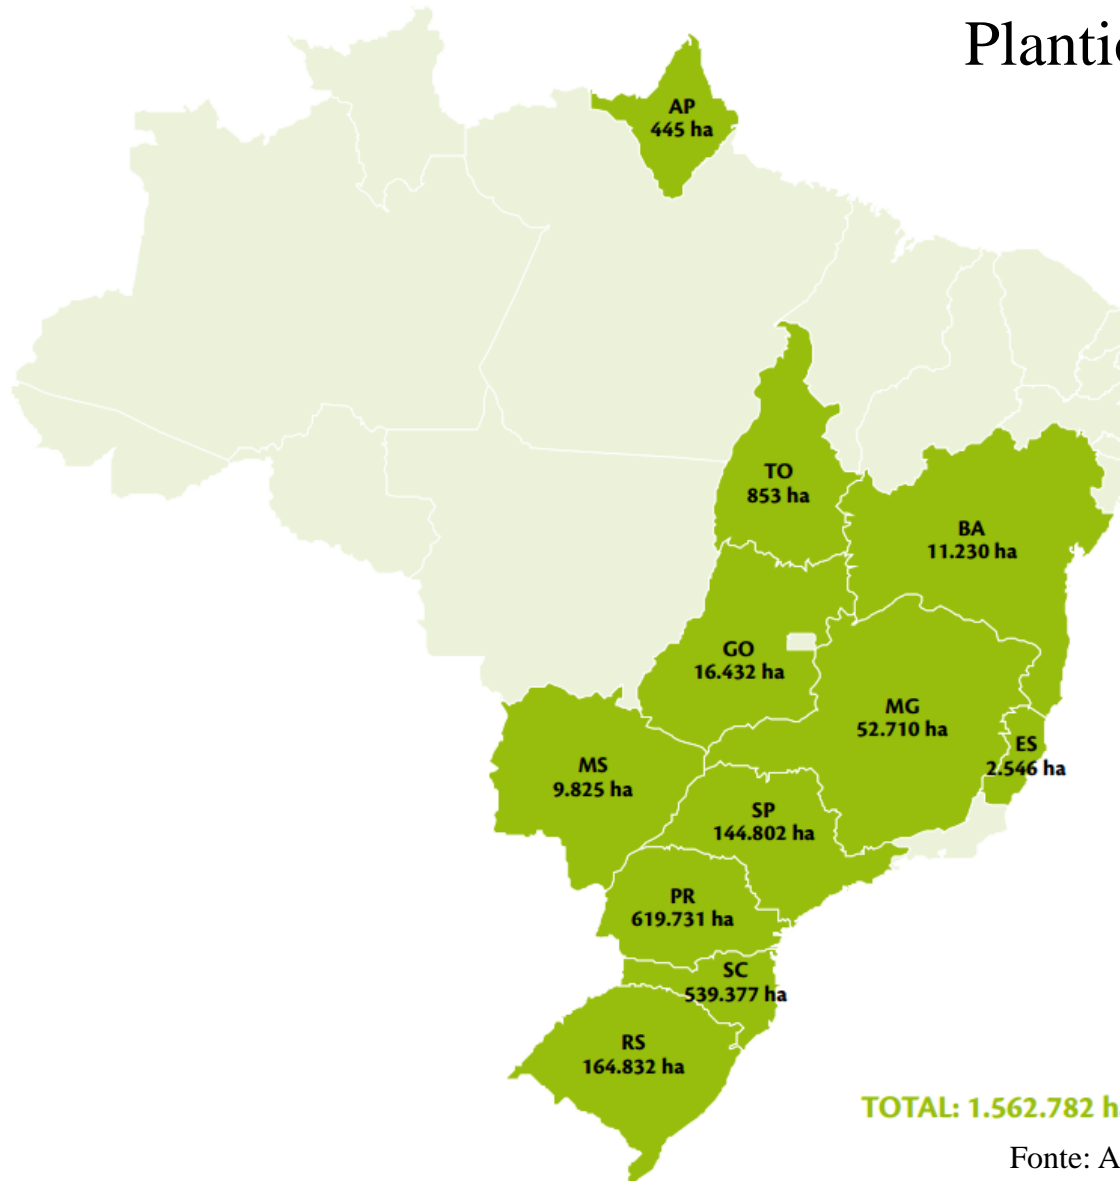 Plantio
AP
445 ha
TO
853 ha
BA
11.230 ha
GO
16.432 ha
MG
52.710 ha
ES
2.546 ha
MS
9.825 ha
SP
144.802 ha
PR
619.731 ha
SC
539.377 ha
RS
164.832 ha
TOTAL: 1.562.782 h
Fonte: A